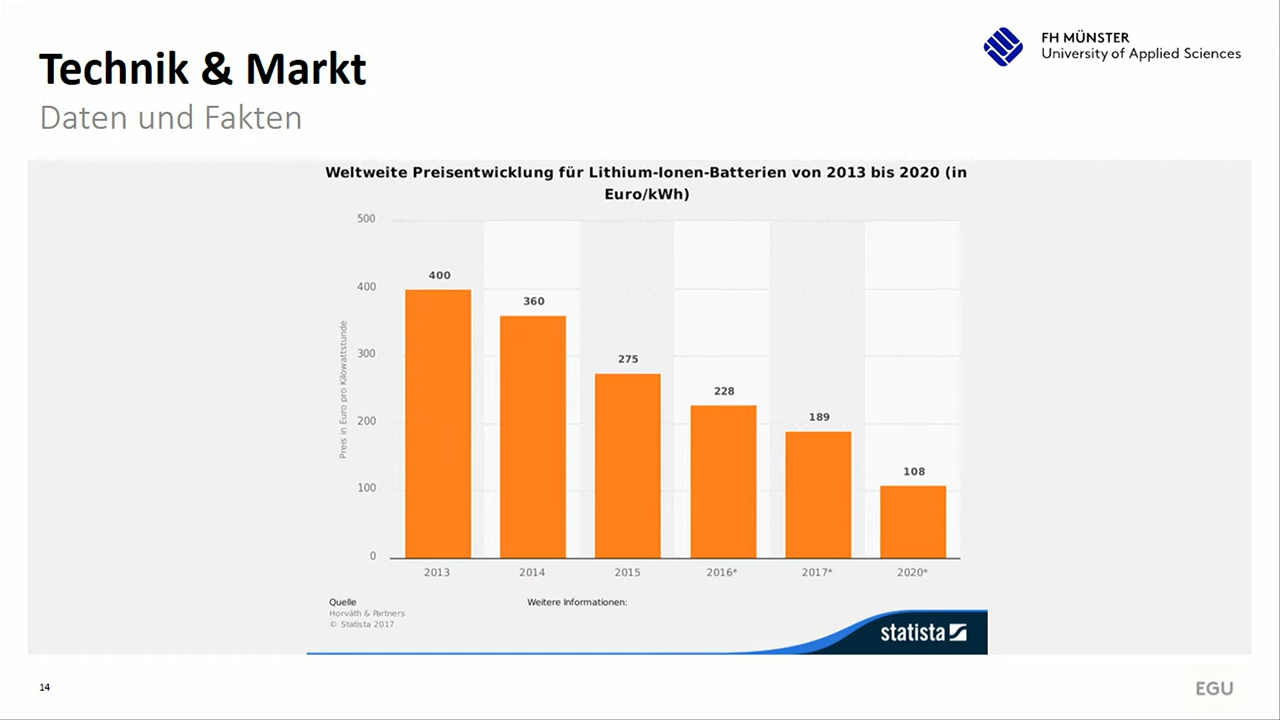 FH MÜNSTER
University of Applied Sciences
Technik & Markt
Daten und Fakten
Weltweite Preisentwicklung für Lithium-Ionen-Batterien von 2013 bis 2020 (in
Euro/kWh)
Preis in Euro pro Kilowattstunde
500
400
300
200
100
0
400
360
275
228
189
108
2013
2014
2015
2016*
2017*
2020*
Quelle
Horváth & Partners
© Statista 2017
Weitere Informationen:
statista
14
EGU